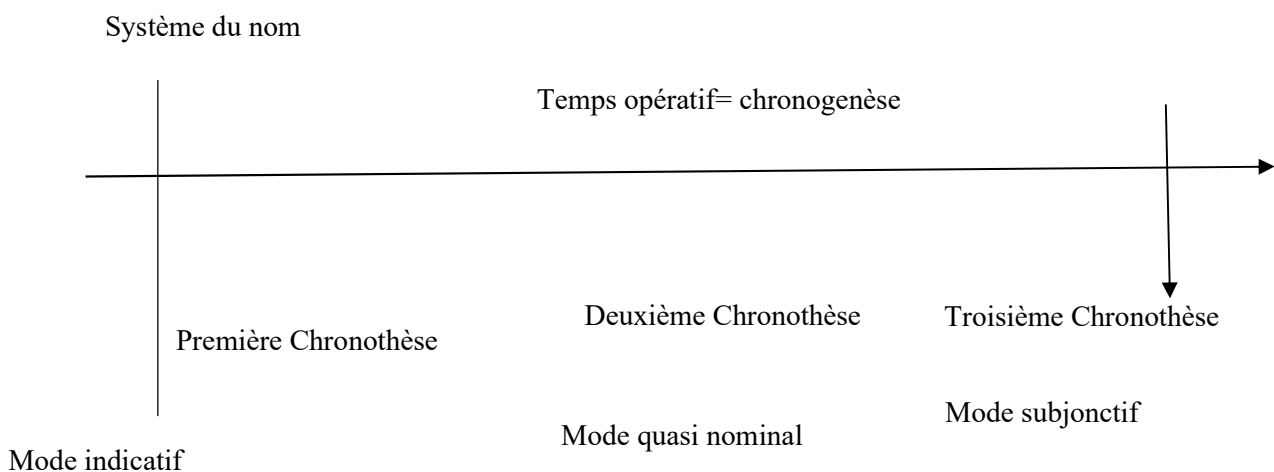 Système du nom
Temps opératif= chronogenèse
Première Chronothèse
Deuxième Chronothèse
Troisième Chronothèse
Mode indicatif
Mode quasi nominal
Mode subjonctif